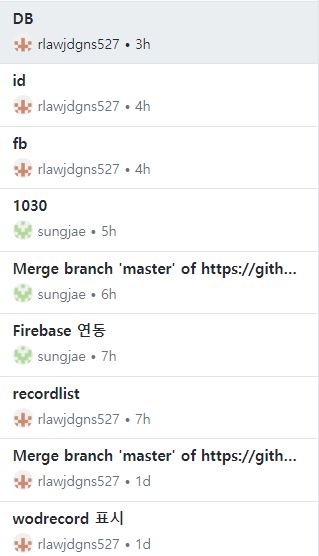 DB
rlawjdgns527 • 3h
id
rlawjdgns527 • 4h
fb
rlawjdgns527 • 4h
1030
sungjae • 5h
Merge branch 'master' of https://gith...
sungjae • 6h
Firebase 연동
sungjae • 7h
recordlist
rlawjdgns527 • 7h
Merge branch 'master' of https://gith...
rlawjdgns527 • 1d
wodrecord 표시
rlawjdgns527 • 1d